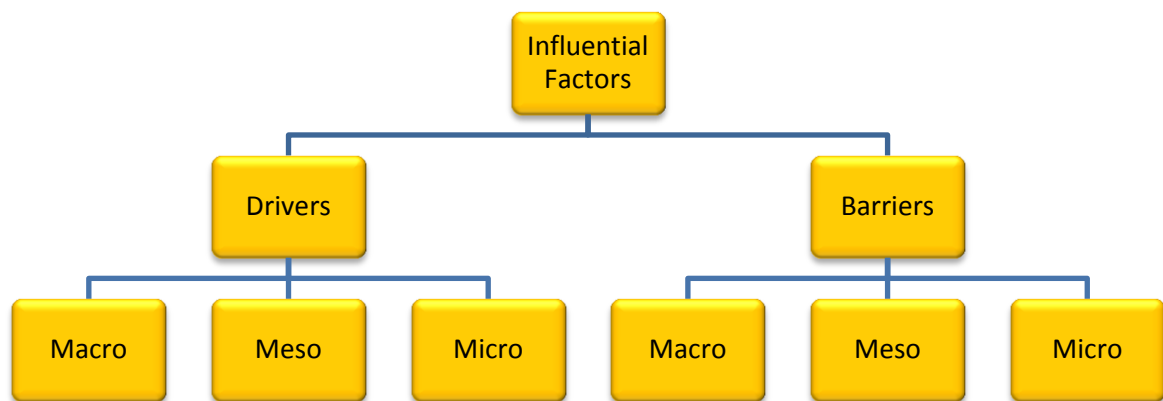 Influential
Factors
Drivers
Barriers
Macro
Meso
Micro
Macro
Meso
Micro